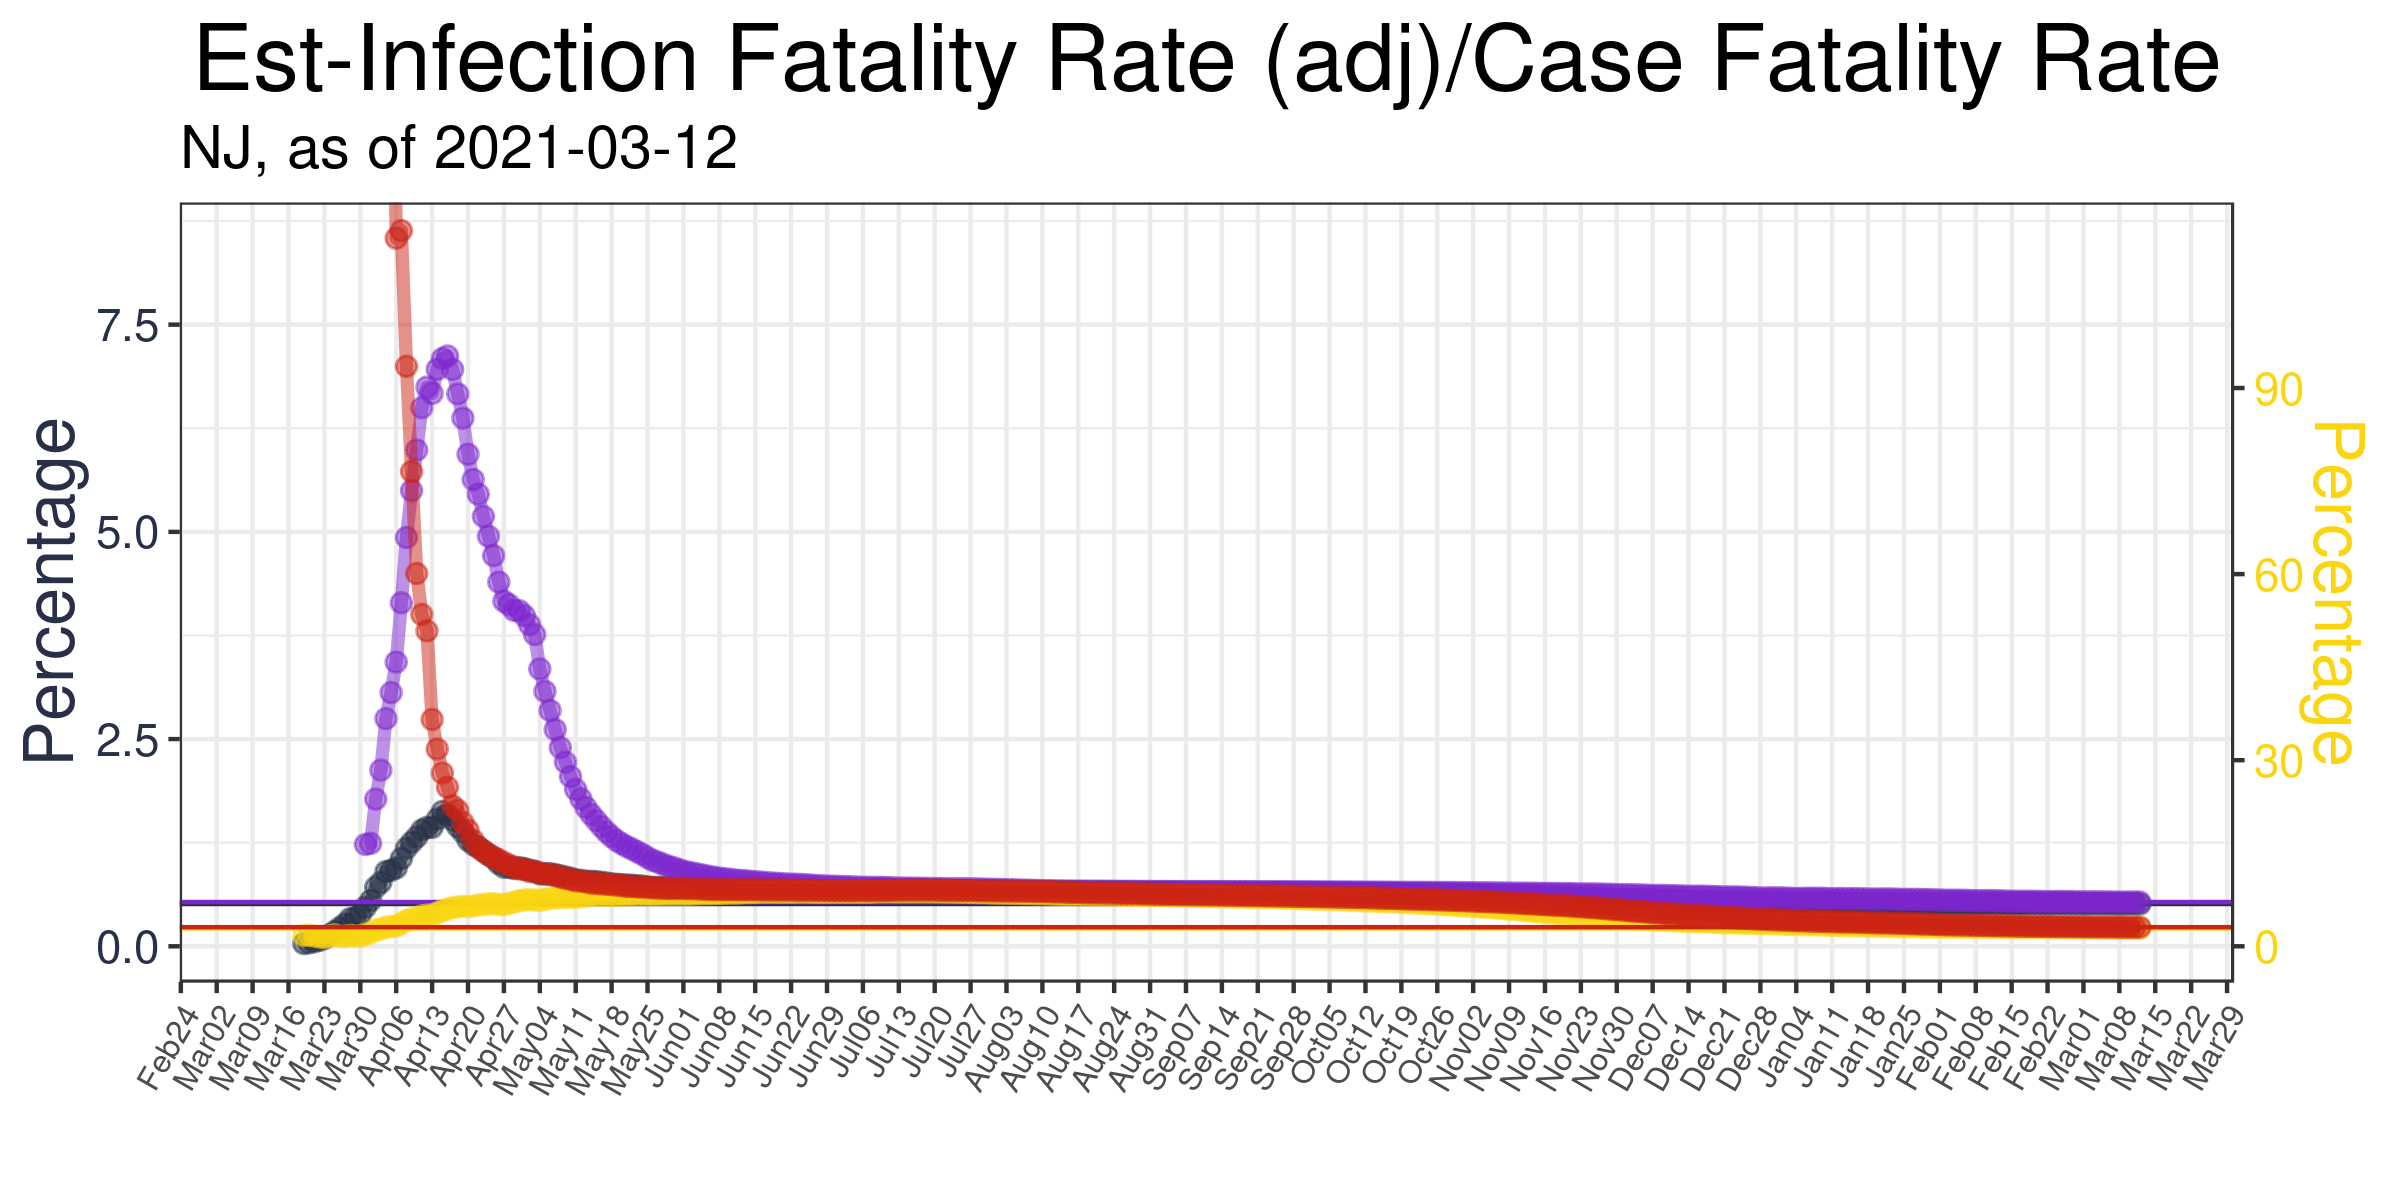 Est-Infection Fatality Rate (adj)/Case Fatality Rate
NJ, as of 2021-03-12
Percentage
7.5
5.0
2.5
0.0
90
60
30
0
Percentage
Feb24
Mar02
Mar09
Mar16
Mar23
Mar30
Apr06
Apr13
Apr20
Apr27
May04
May11
May18
May25
Jun01
Jun08
Jun15
Jun22
Jun29
Jul06
Jul13
Jul20
Jul27
Aug03
Aug10
Aug17
Aug24
Aug31
Sep07
Sep14
Sep21
Sep28
Oct05
Oct12
Oct19
Oct26
Nov02
Nov09
Nov16
Nov23
Nov30
Dec07
Dec14
Dec21
Dec28
Jan04
Jan11
Jan18
Jan25
Feb01
Feb08
Feb15
Feb22
Mar01
Mar08
Mar15
Mar22
Mar29